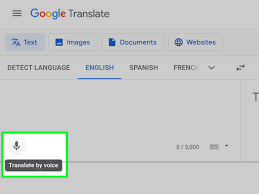 Google Translate
Text Images Documents Websites
DETECT LANGUAGE ENGLISH SPANISH FRENCH
Translate by voice
0 / 5,000